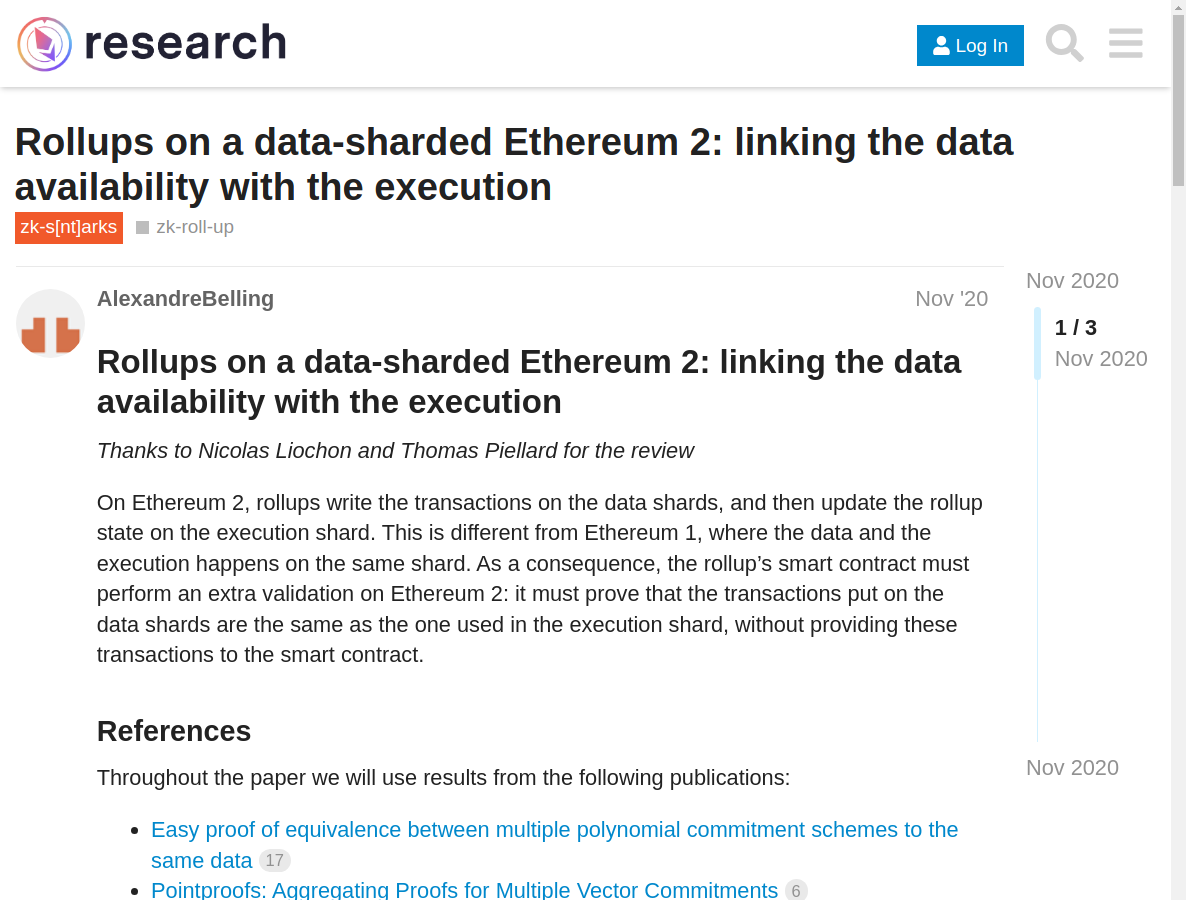 research
Log In
Rollups on a data-sharded Ethereum 2: linking the data
availability with the execution
zk-s[nt]arks
zk-roll-up
Nov 2020
AlexandreBelling
Nov '20
1 / 3
Nov 2020
Rollups on a data-sharded Ethereum 2: linking the data
availability with the execution
Thanks to Nicolas Liochon and Thomas Piellard for the review
On Ethereum 2, rollups write the transactions on the data shards, and then update the rollup
state on the execution shard. This is different from Ethereum 1, where the data and the
execution happens on the same shard. As a consequence, the rollup’s smart contract must
perform an extra validation on Ethereum 2: it must prove that the transactions put on the
data shards are the same as the one used in the execution shard, without providing these
transactions to the smart contract.
References
Nov 2020
Throughout the paper we will use results from the following publications:
Easy proof of equivalence between multiple polynomial commitment schemes to the
same data 17
Pointproofs: Aggregating Proofs for Multiple Vector Commitments 6